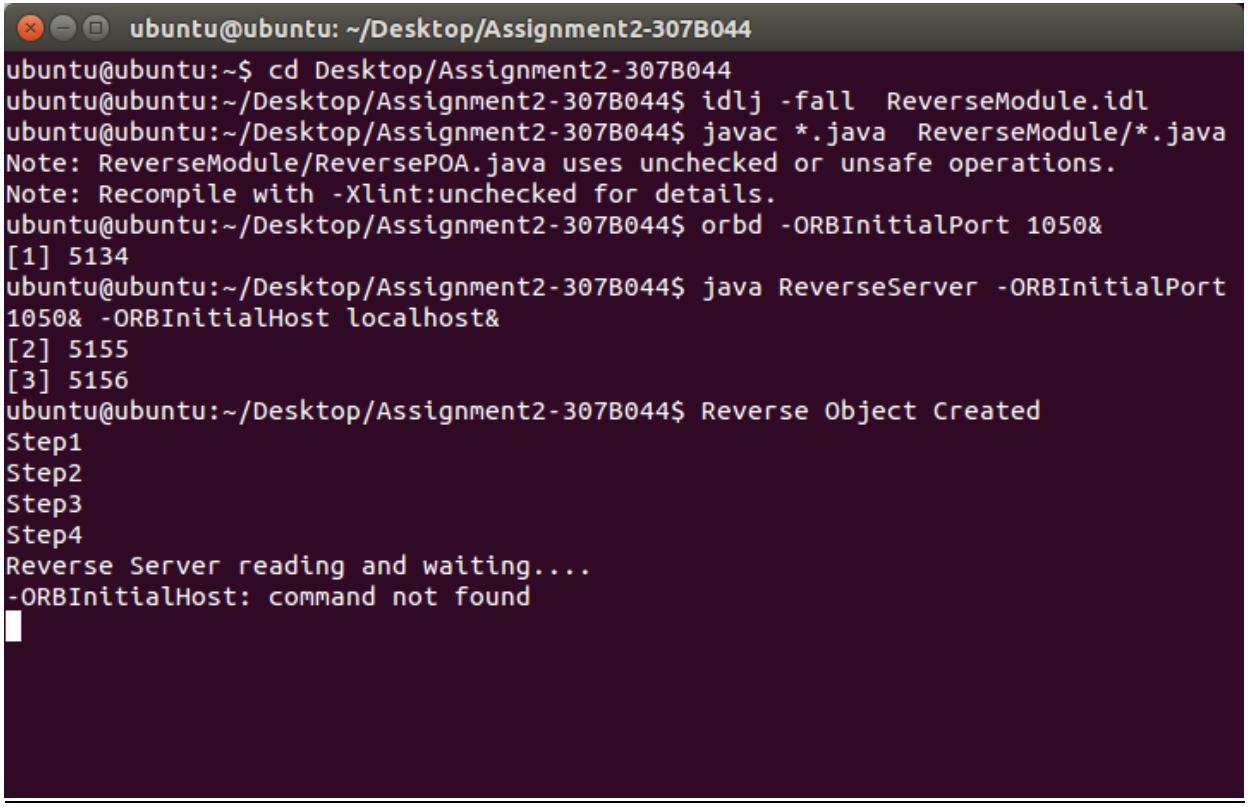 ubuntu@ubuntu: ~/Desktop/Assignment2-307B044
ubuntu@ubuntu:~$ cd Desktop/Assignment2-307B044
ubuntu@ubuntu:~/Desktop/Assignment2-307B044$ idlj -fall  ReverseModule.idl
ubuntu@ubuntu:~/Desktop/Assignment2-307B044$ javac *.java  ReverseModule/*.java
Note: ReverseModule/ReversePOA.java uses unchecked or unsafe operations.
Note: Recompile with -Xlint:unchecked for details.
ubuntu@ubuntu:~/Desktop/Assignment2-307B044$ orbd -ORBInitialPort 1050&
[1] 5134
ubuntu@ubuntu:~/Desktop/Assignment2-307B044$ java ReverseServer -ORBInitialPort
1050& -ORBInitialHost localhost&
[2] 5155
[3] 5156
ubuntu@ubuntu:~/Desktop/Assignment2-307B044$ Reverse Object Created
Step1
Step2
Step3
Step4
Reverse Server reading and waiting....
-ORBInitialHost: command not found